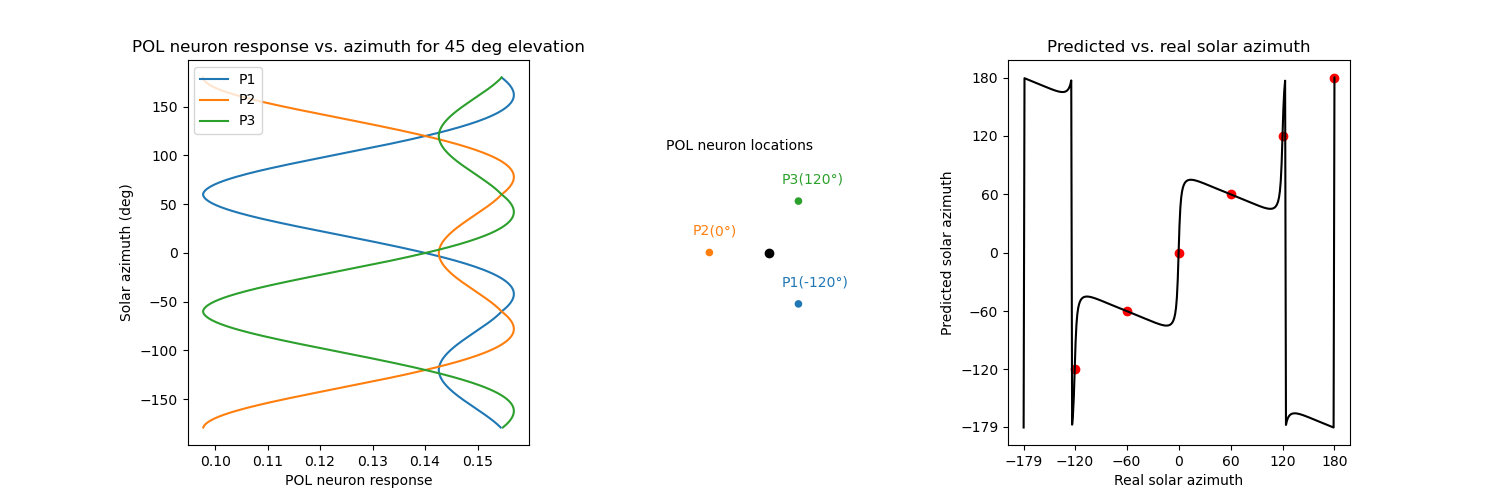 POL neuron response vs. azimuth for 45 deg elevation
P1
P2
P3
150
100
50
0
−50
−100
−150
Solar azimuth (deg)
0.10 0.11 0.12 0.13 0.14 0.15
POL neuron response
POL neuron locations
P3(120°)
P2(0°)
P1(-120°)
Predicted vs. real solar azimuth
180
120
60
0
−60
−120
−179
Predicted solar azimuth
−179 −120 −60 0 60 120 180
Real solar azimuth